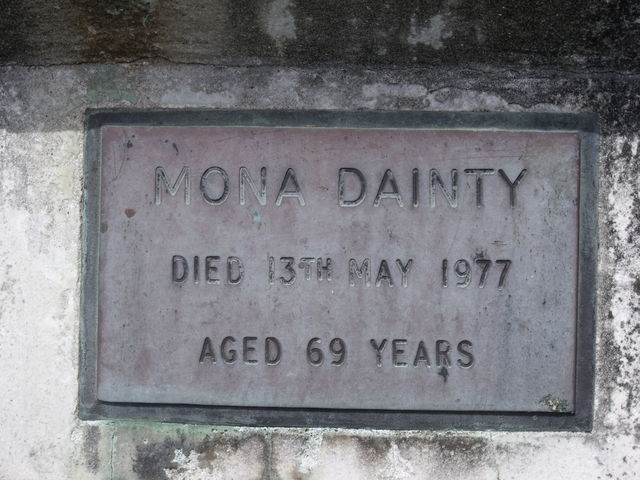 MONA DAINTY
DIED 13TH MAY 1977
AGED 69 YEARS